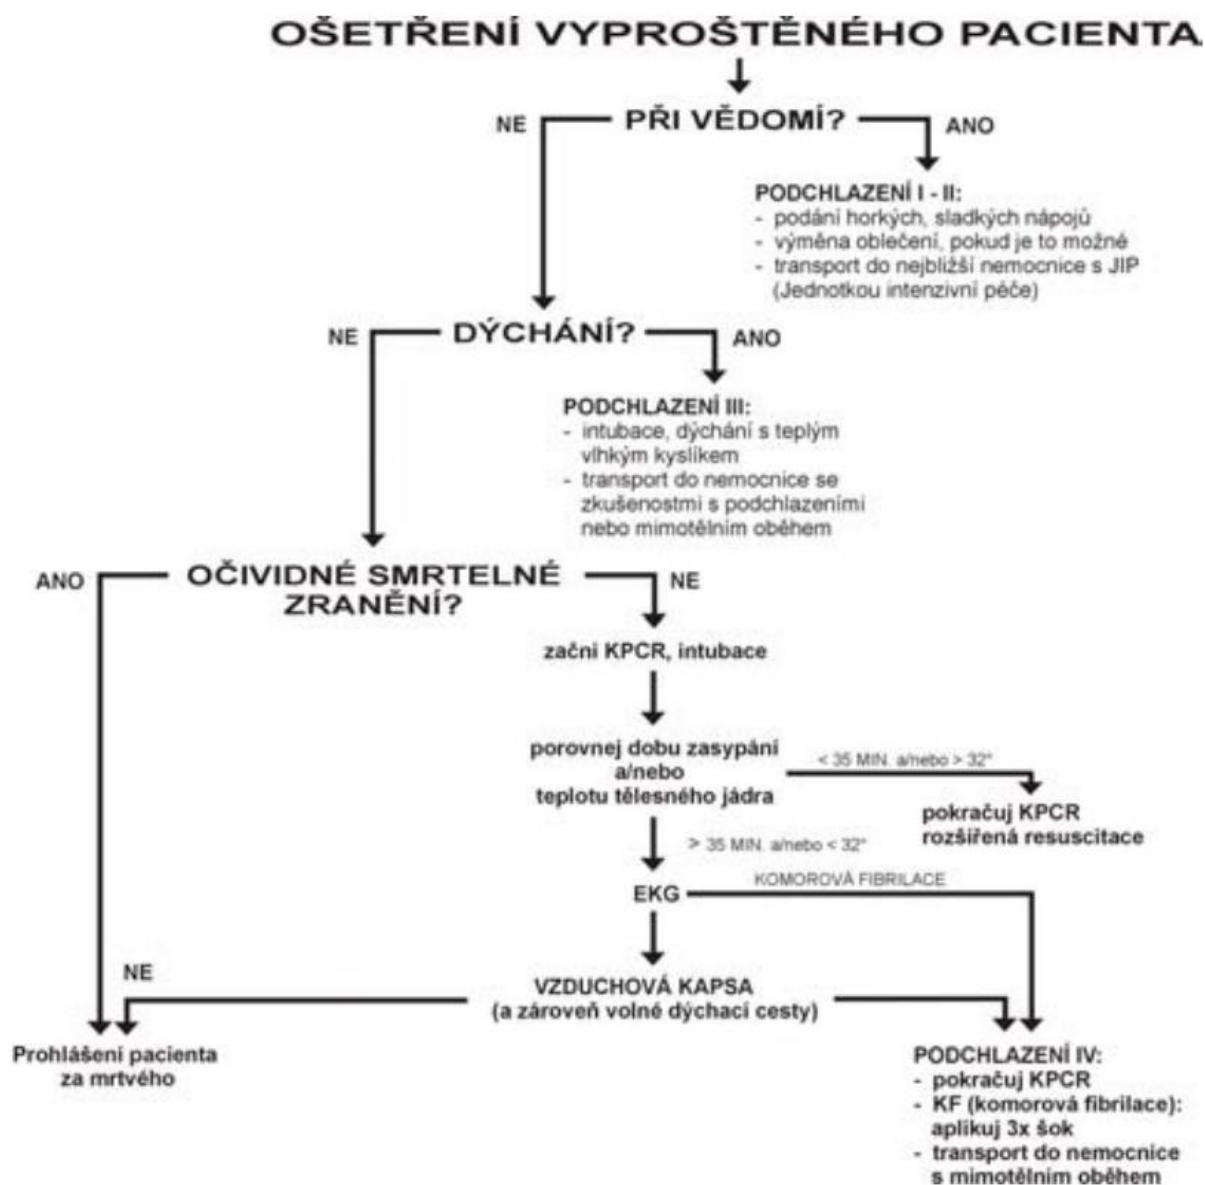 OŠETŘENÍ VYPROŠTĚNÉHO PACIENTA
NE
PŘI VĚDOMÍ?
ANO
PODCHLAZENÍ I - II:
- podání horkých, sladkých nápojů
- výměna oblečení, pokud je to možné
- transport do nejbližší nemocnice s JIP
(Jednotkou intenzivní péče)
NE
DÝCHÁNÍ?
ANO
PODCHLAZENÍ III:
- intubace, dýchání s teplým
vlhkým kyslíkem
- transport do nemocnice se
zkušenostmi s podchlazeními
nebo mimotělním oběhem
ANO
OČIVIDNÉ SMRTELNÉ
ZRANĚNÍ?
NE
začni KPCR, intubace
porovnej dobu zasypání
a/nebo
teplotu tělesného jádra
< 35 MIN. a/nebo > 32°
pokračuj KPCR
rozšířená resuscitace
> 35 MIN. a/nebo < 32°
EKG
KOMOROVÁ FIBRILACE
NE
VZDUCHOVÁ KAPSA
(a zároveň volné dýchací cesty)
Prohlášení pacienta
za mrtvého
PODCHLAZENÍ IV:
- pokračuj KPCR
- KF (komorová fibrilace):
aplikuj 3x šok
- transport do nemocnice
s mimotělním oběhem